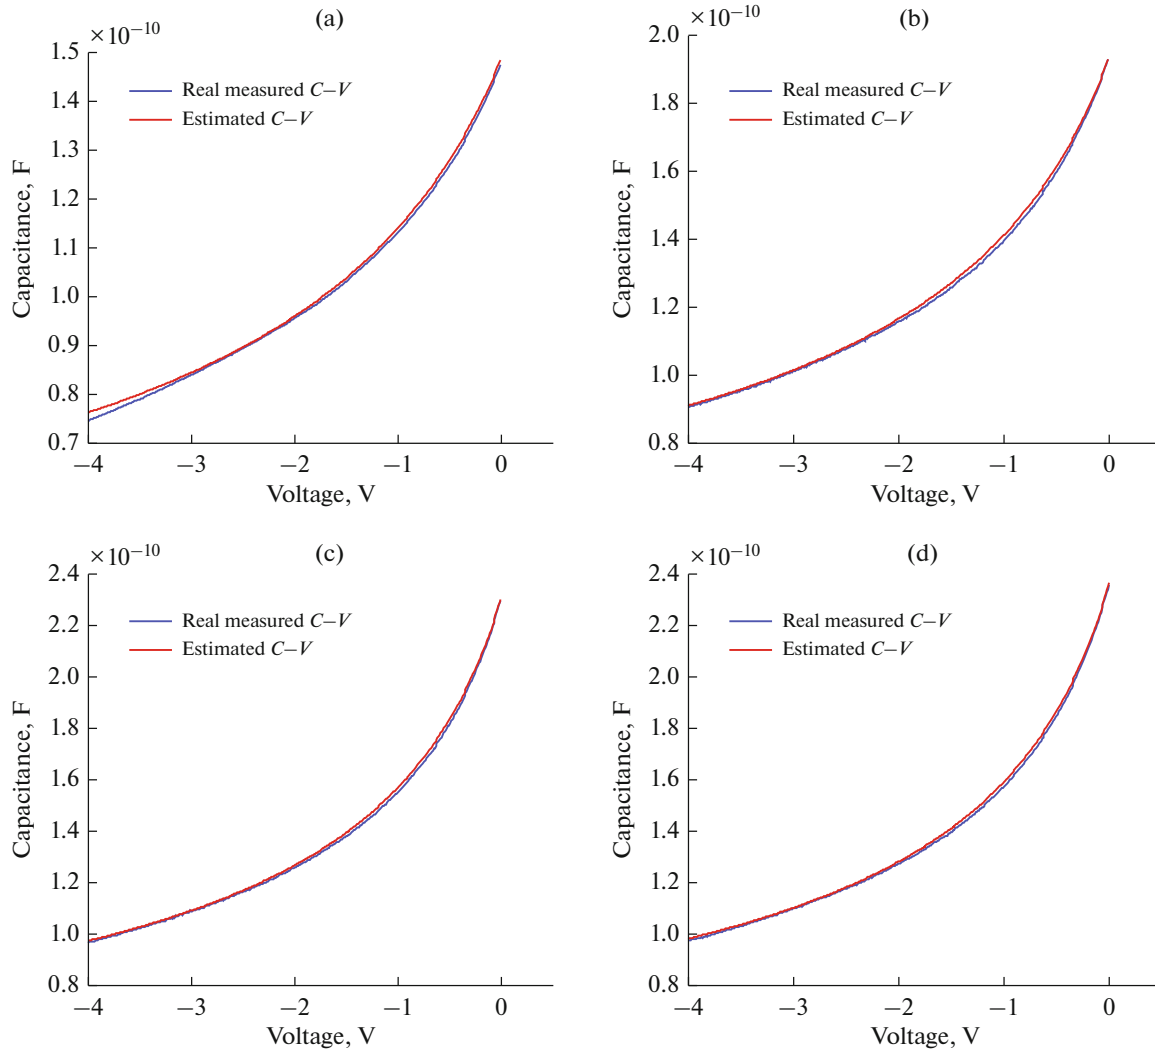 (a)
×10−10
1.5
1.4
1.3
1.2
1.1
1.0
0.9
0.8
0.7
Capacitance, F
Real measured C−V
Estimated C−V
−4 −3 −2 −1 0
Voltage, V
(b)
×10−10
2.0
1.8
1.6
1.4
1.2
1.0
0.8
Capacitance, F
Real measured C−V
Estimated C−V
−4 −3 −2 −1 0
Voltage, V
(c)
×10−10
2.4
2.2
2.0
1.8
1.6
1.4
1.2
1.0
0.8
Capacitance, F
Real measured C−V
Estimated C−V
−4 −3 −2 −1 0
Voltage, V
(d)
×10−10
2.4
2.2
2.0
1.8
1.6
1.4
1.2
1.0
0.8
Capacitance, F
Real measured C−V
Estimated C−V
−4 −3 −2 −1 0
Voltage, V